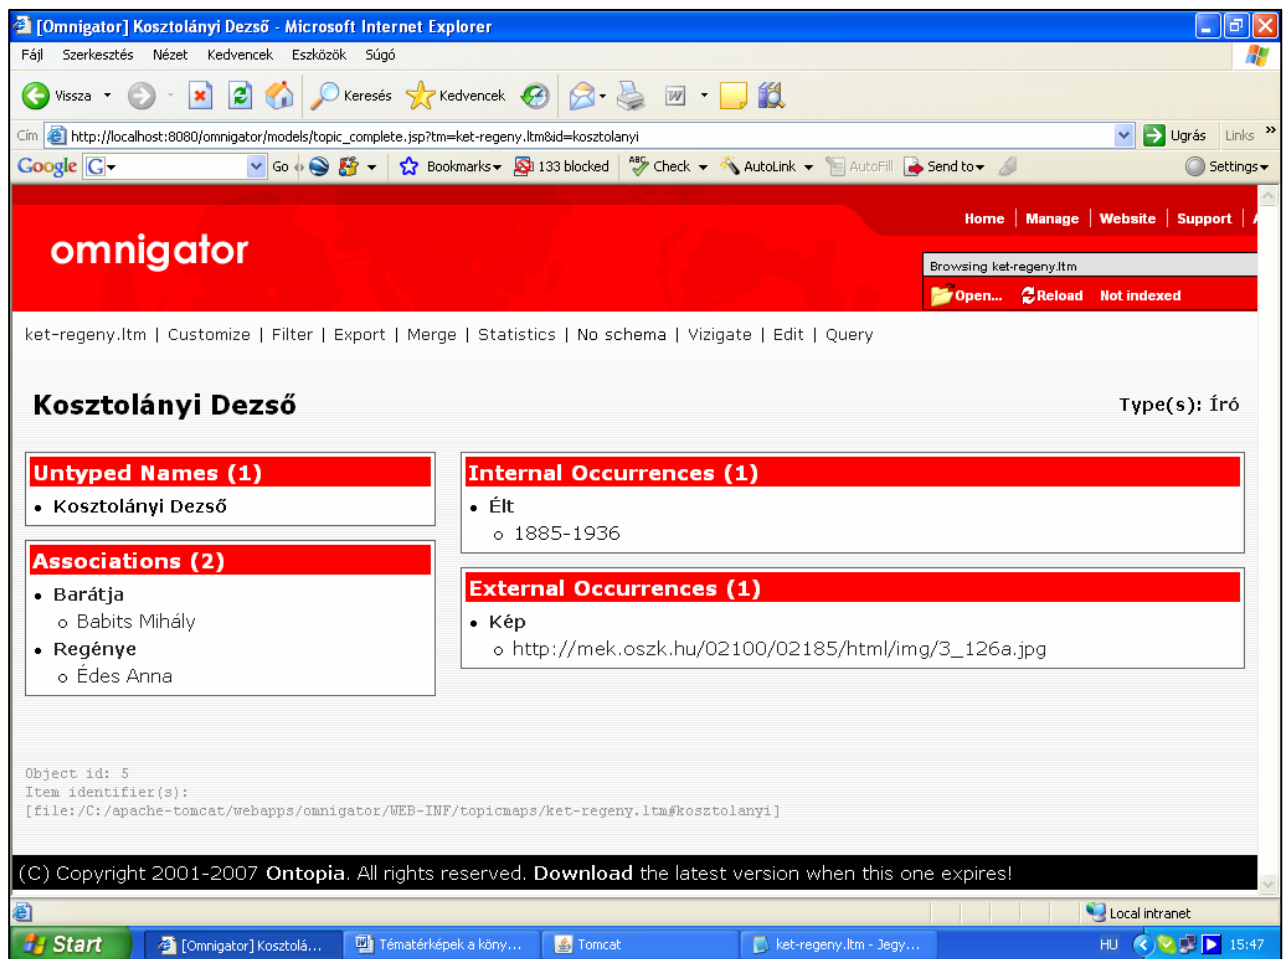 [Omnigator] Kosztolányi Dezső - Microsoft Internet Explorer
Fájl Szerkesztés Nézet Kedvencek Eszközök Súgó
Vissza Keresés Kedvencek
Cím http://localhost:8080/omnigator/models/topic_complete.jsp?tm=ket-regeny.ltm&id=kosztolanyi Ugrás Links »
Google G Go Bookmarks 133 blocked ABC Check AutoLink AutoFill Send to Settings
Home | Manage | Website | Support |
omnigator
Browsing ket-regeny.ltm
Open... Reload Not indexed
ket-regeny.ltm | Customize | Filter | Export | Merge | Statistics | No schema | Vizigate | Edit | Query
Kosztolányi Dezső
Type(s): Író
Untyped Names (1)
• Kosztolányi Dezső
Associations (2)
• Barátja
o Babits Mihály
• Regénye
o Édes Anna
Internal Occurrences (1)
• Élt
o 1885-1936
External Occurrences (1)
• Kép
o http://mek.oszk.hu/02100/02185/html/img/3_126a.jpg
Object id: 5
Item identifier(s):
[file:/C:/apache-tomcat/webapps/omnigator/WEB-INF/topicmaps/ket-regeny.ltm#kosztolanyi]
(C) Copyright 2001-2007 Ontopia. All rights reserved. Download the latest version when this one expires!
Local intranet
Start [Omnigator] Kosztolá... Tématérképek a köny... Tomcat ket-regeny.ltm - Jegy... HU 15:47